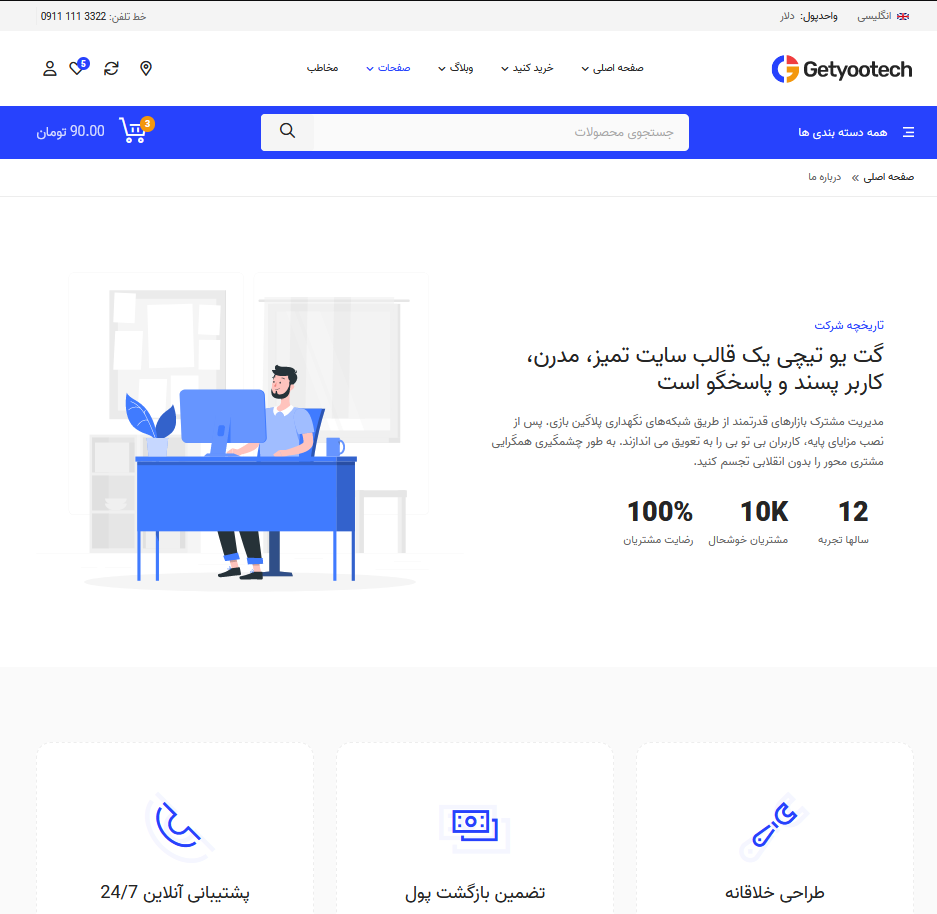 انگلیسی
واحدپول: دلار
خط تلفن: 0911 111 3322
Getyootech
صفحه اصلی
خرید کنید
وبلاگ
صفحات
مخاطب
5
همه دسته بندی ها
جستجوی محصولات
3
90.00 تومان
صفحه اصلی » درباره ما
تاریخچه شرکت
گت یو تیچی یک قالب سایت تمیز، مدرن،
کاربر پسند و پاسخگو است
مدیریت مشترک بازارهای قدرتمند از طریق شبکه‌های نگهداری پلاگین بازی. پس از
نصب مزایای پایه، کاربران بی تو بی را به تعویق می اندازند. به طور چشمگیری همگرایی
مشتری محور را بدون انقلابی تجسم کنید.
12
سالها تجربه
10K
مشتریان خوشحال
100%
رضایت مشتریان
طراحی خلاقانه
تضمین بازگشت پول
پشتیبانی آنلاین 24/7